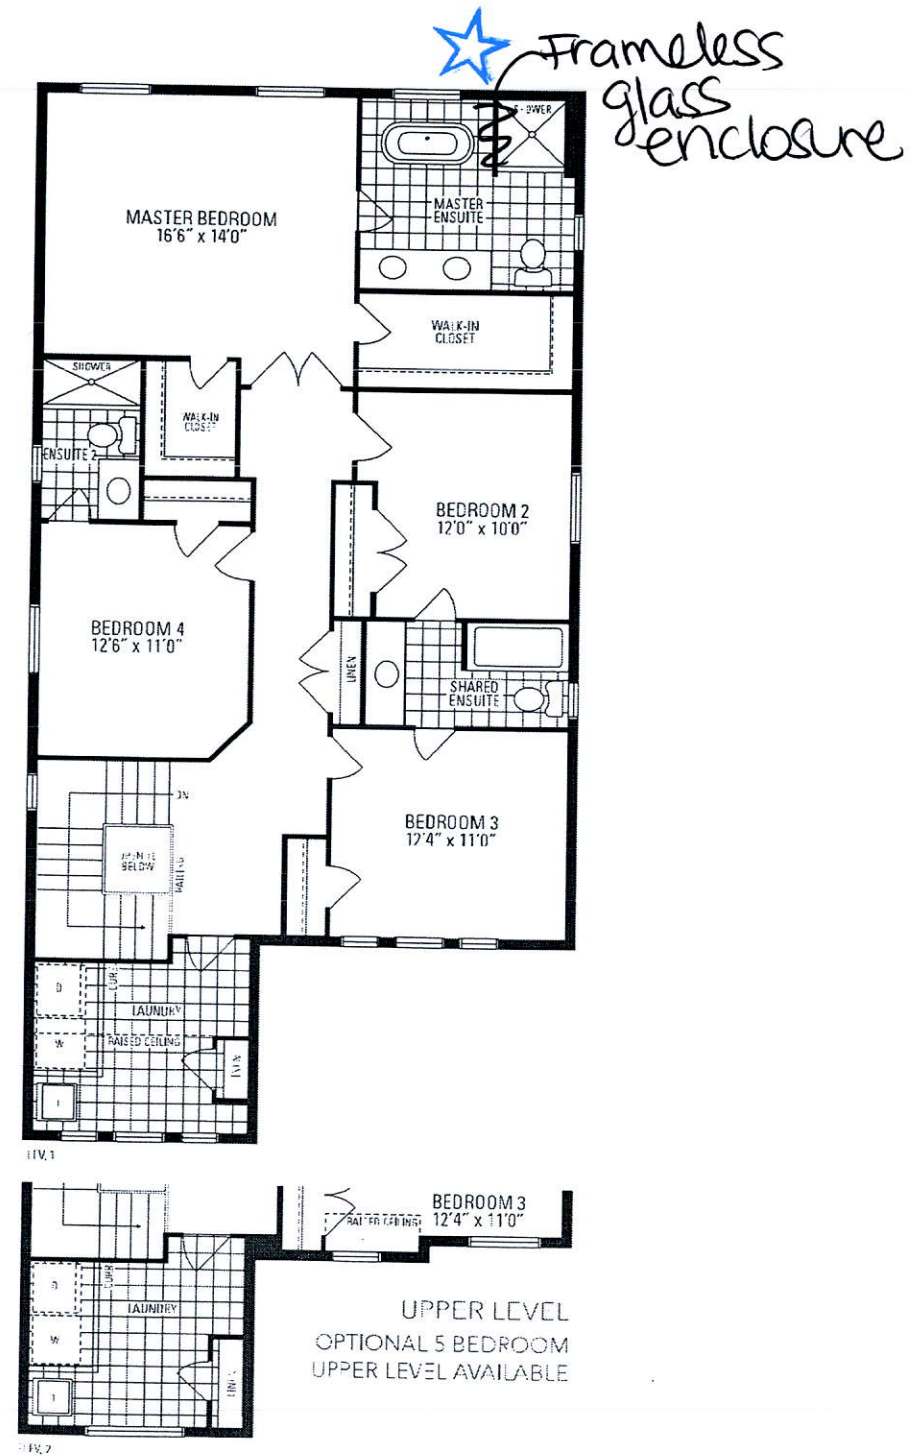 Frameless
glass
enclosure
MASTER BEDROOM
16'6" x 14'0"
MASTER
ENSUITE
WALK-IN
CLOSET
SHOWER
WALK-IN
CLOSET
ENSUITE 2
BEDROOM 2
12'0" x 10'0"
BEDROOM 4
12'6" x 11'0"
LINEN
SHARED
ENSUITE
BEDROOM 3
12'4" x 11'0"
BELOW
RAILING
D
LAUNDRY
W
RAISED CEILING
BEDROOM 3
12'4" x 11'0"
D
LAUNDRY
W
UPPER LEVEL
OPTIONAL 5 BEDROOM
UPPER LEVEL AVAILABLE